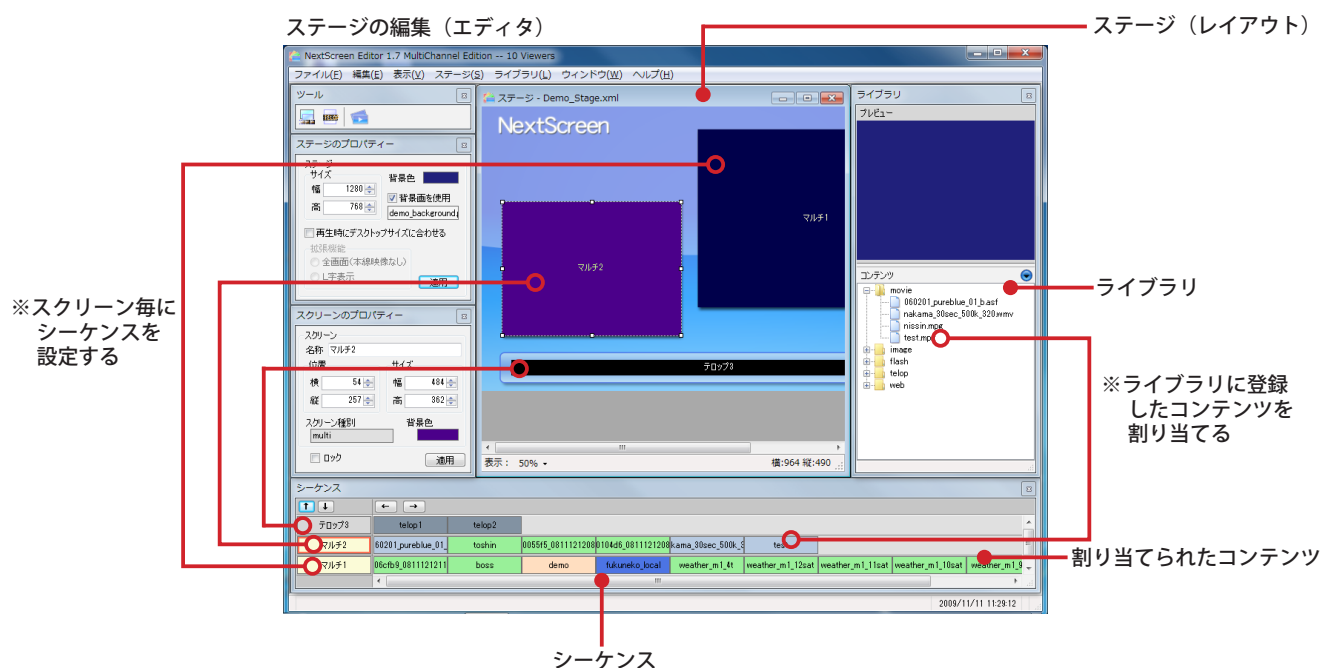 ステージの編集（エディタ）
ステージ（レイアウト）
NextScreen Editor 1.7 MultiChannel Edition -- 10 Viewers
ファイル(F) 編集(E) 表示(V) ステージ(S) ライブラリ(L) ウィンドウ(W) ヘルプ(H)
ツール
ステージのプロパティー
ステージ
サイズ
幅 1280
高 768
背景色
背景画を使用
demo_background.
再生時にデスクトップサイズに合わせる
拡張機能
全画面(本線映像なし)
L字表示
適用
スクリーンのプロパティー
スクリーン
名称 マルチ2
位置 サイズ
横 54 幅 484
縦 257 高 362
スクリーン種別 背景色
multi
ロック
適用
ステージ - Demo_Stage.xml
NextScreen
マルチ1
マルチ2
テロップ3
表示： 50%
横:964 縦:490
ライブラリ
プレビュー
コンテンツ
movie
060201_pureblue_01_b.asf
nakama_30sec_500k_320.wmv
nissin.mpg
test.mp
image
flash
telop
web
※スクリーン毎に
シーケンスを
設定する
ライブラリ
※ライブラリに登録
したコンテンツを
割り当てる
シーケンス
テロップ3 telop1 telop2
マルチ2 60201_pureblue_01_ toshin 0055f5_0811121208 0104d6_0811121208 kama_30sec_500k_3 tes
マルチ1 06cfb9_0811121211 boss demo fukuneko_local weather_m1_4t weather_m1_12sat weather_m1_11sat weather_m1_10sat weather_m1_9
割り当てられたコンテンツ
2009/11/11 11:29:12
シーケンス